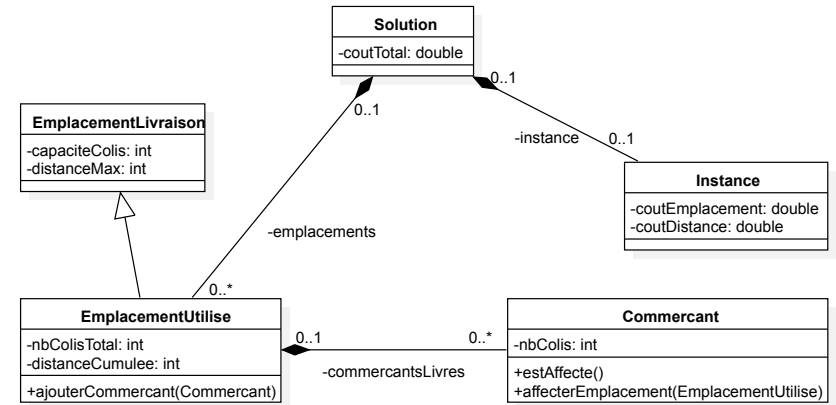 Solution
-coutTotal: double
0..1
0..1
EmplacementLivraison
-capaciteColis: int
-distanceMax: int
-instance
0..1
Instance
-coutEmplacement: double
-coutDistance: double
-emplacements
0..*
EmplacementUtilise
-nbColisTotal: int
-distanceCumulee: int
+ajouterCommercant(Commercant)
0..1
0..*
-commercantsLivres
Commercant
-nbColis: int
+estAffecte()
+affecterEmplacement(EmplacementUtilise)